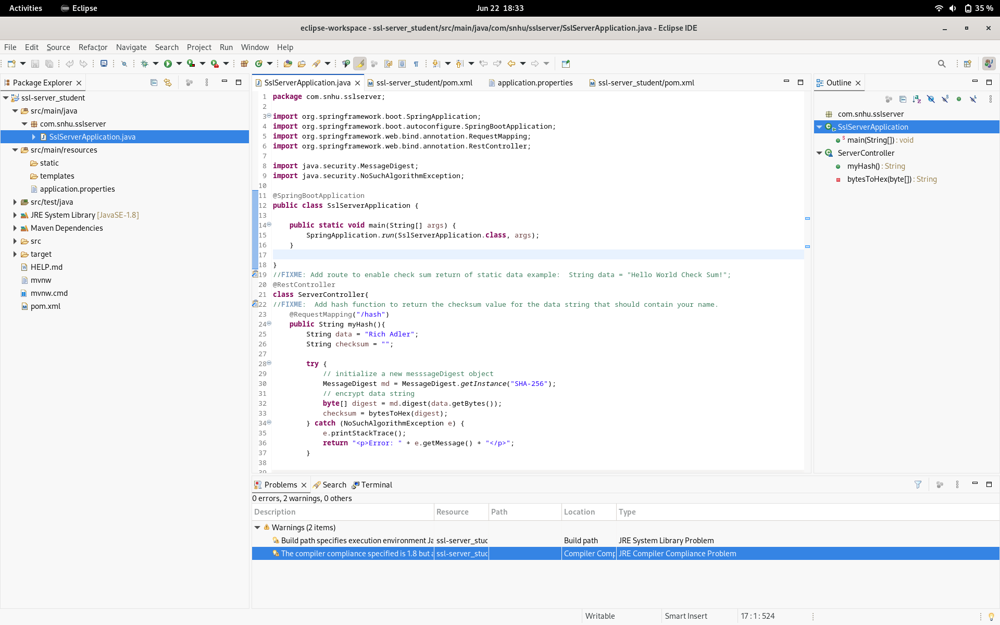 Activities Eclipse Jun 22 18:33 35 %
eclipse-workspace - ssl-server_student/src/main/java/com/snhu/sslserver/SslServerApplication.java - Eclipse IDE
File Edit Source Refactor Navigate Search Project Run Window Help
Package Explorer
ssl-server_student
src/main/java
com.snhu.sslserver
SslServerApplication.java
src/main/resources
static
templates
application.properties
src/test/java
JRE System Library [JavaSE-1.8]
Maven Dependencies
src
target
HELP.md
mvnw
mvnw.cmd
pom.xml
SslServerApplication.java ssl-server_student/pom.xml application.properties ssl-server_student/pom.xml
1 package com.snhu.sslserver;
2
3 import org.springframework.boot.SpringApplication;
4 import org.springframework.boot.autoconfigure.SpringBootApplication;
5 import org.springframework.web.bind.annotation.RequestMapping;
6 import org.springframework.web.bind.annotation.RestController;
7
8 import java.security.MessageDigest;
9 import java.security.NoSuchAlgorithmException;
10
11 @SpringBootApplication
12 public class SslServerApplication {
13
14 public static void main(String[] args) {
15 SpringApplication.run(SslServerApplication.class, args);
16 }
17
18 }
19 //FIXME: Add route to enable check sum return of static data example:  String data = "Hello World Check Sum!";
20 @RestController
21 class ServerController{
22 //FIXME:  Add hash function to return the checksum value for the data string that should contain your name.
23 @RequestMapping("/hash")
24 public String myHash(){
25 String data = "Rich Adler";
26 String checksum = "";
27
28 try {
29 // initialize a new messsageDigest object
30 MessageDigest md = MessageDigest.getInstance("SHA-256");
31 // encrypt data string
32 byte[] digest = md.digest(data.getBytes());
33 checksum = bytesToHex(digest);
34 } catch (NoSuchAlgorithmException e) {
35 e.printStackTrace();
36 return "<p>Error: " + e.getMessage() + "</p>";
37 }
38
39
Outline
com.snhu.sslserver
SslServerApplication
main(String[]) : void
ServerController
myHash() : String
bytesToHex(byte[]) : String
Problems Search Terminal
0 errors, 2 warnings, 0 others
Description Resource Path Location Type
Warnings (2 items)
Build path specifies execution environment Ja ssl-server_stud Build path JRE System Library Problem
The compiler compliance specified is 1.8 but a ssl-server_stud Compiler Comp JRE Compiler Compliance Problem
Writable Smart Insert 17 : 1 : 524